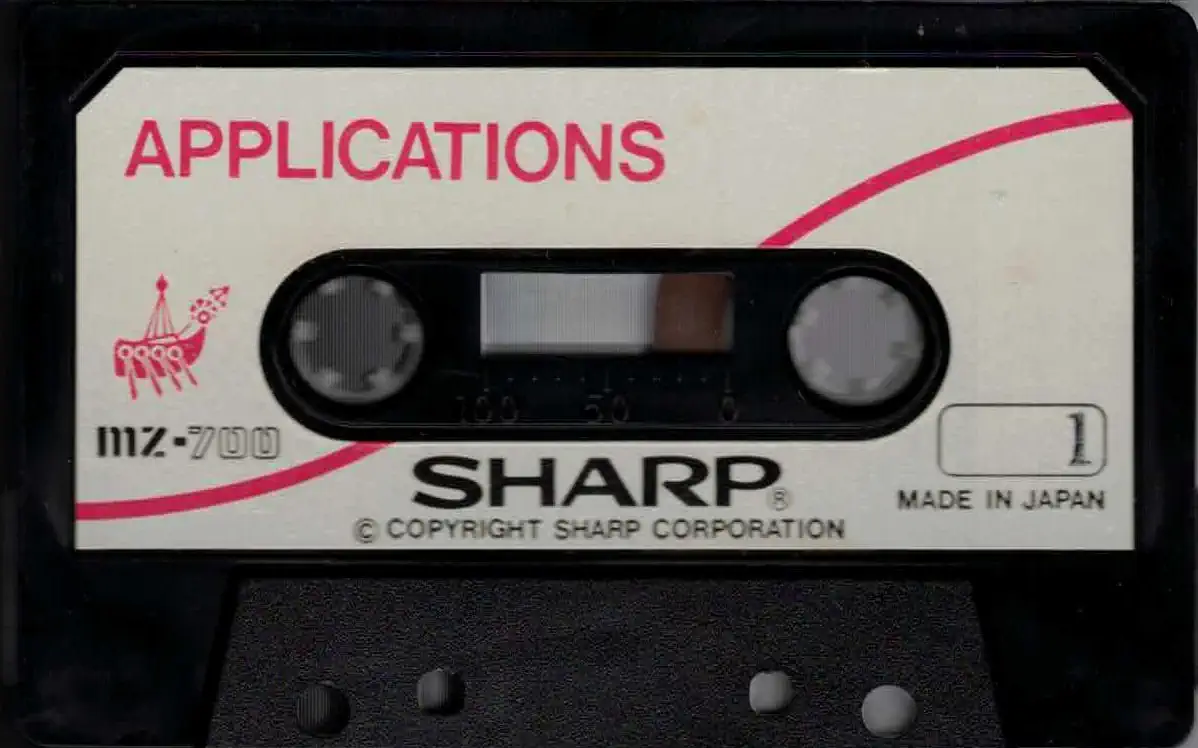 APPLICATIONS
100 50 0
mz-700
1
SHARP®
MADE IN JAPAN
© COPYRIGHT SHARP CORPORATION